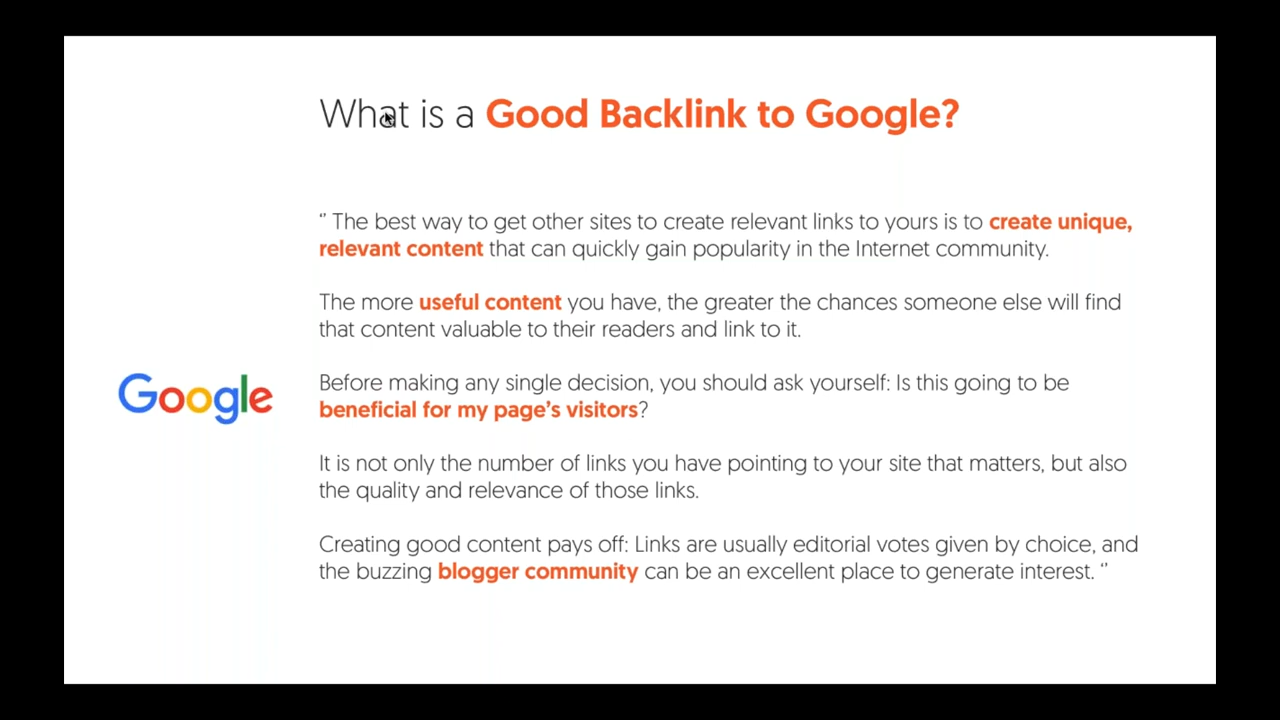 What is a Good Backlink to Google?
“ The best way to get other sites to create relevant links to yours is to create unique,
relevant content that can quickly gain popularity in the Internet community.
The more useful content you have, the greater the chances someone else will find
that content valuable to their readers and link to it.
Google
Before making any single decision, you should ask yourself: Is this going to be
beneficial for my page’s visitors?
It is not only the number of links you have pointing to your site that matters, but also
the quality and relevance of those links.
Creating good content pays off: Links are usually editorial votes given by choice, and
the buzzing blogger community can be an excellent place to generate interest. “